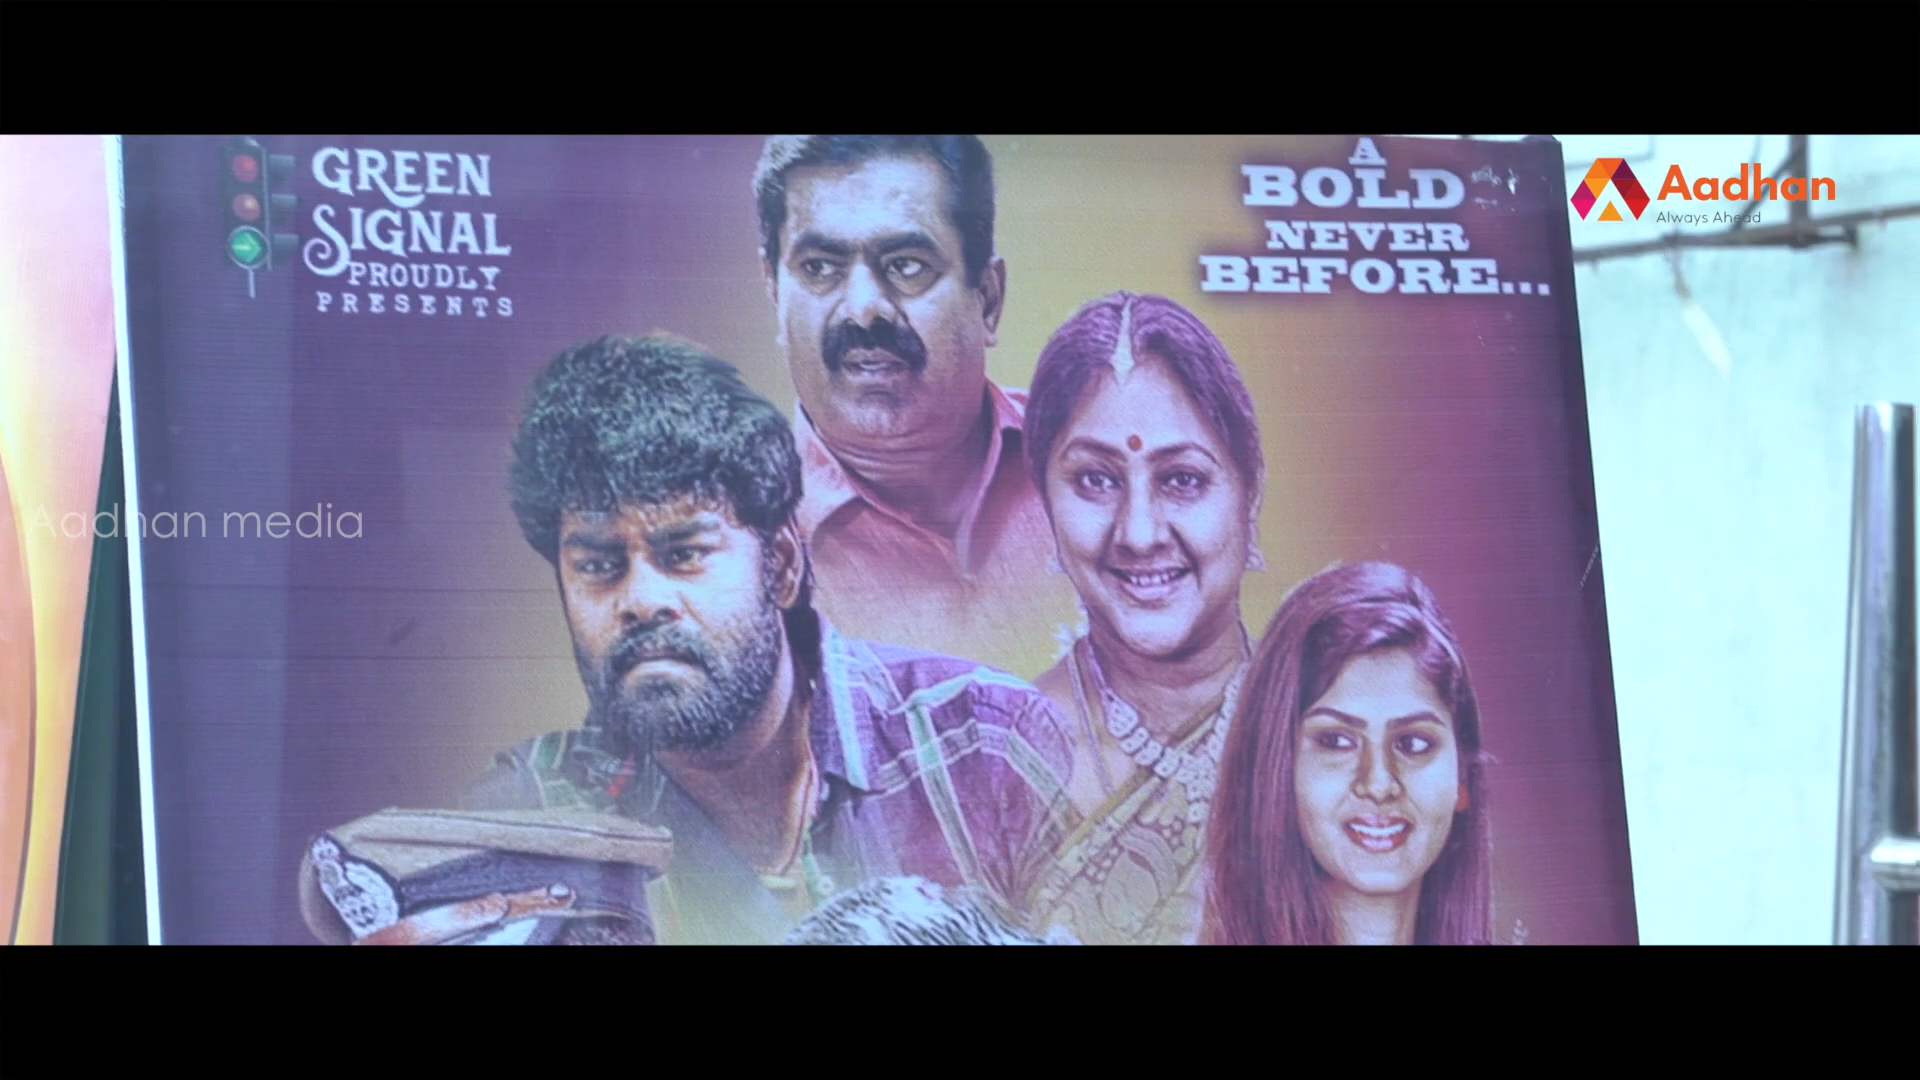 GREEN
SIGNAL
PROUDLY
PRESENTS
A
BOLD
NEVER
BEFORE...
Aadhan
Always Ahead
Aadhan media